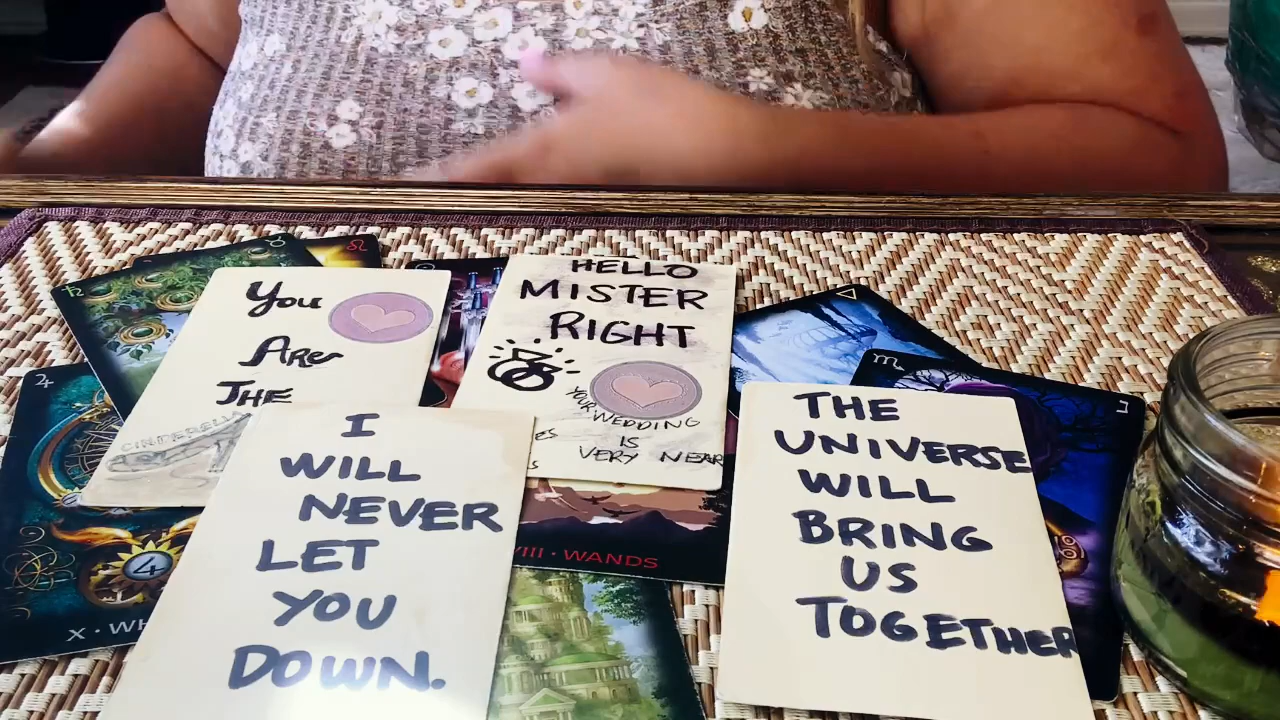 You
Are
THE
CINDERELLA
HELLO
MISTER
RIGHT
YOUR WEDDING
IS
VERY NEAR
I
WILL
NEVER
LET
YOU
DOWN.
THE
UNIVERSE
WILL
BRING
US
TOGETHER
VIII · WANDS
X · WH
4